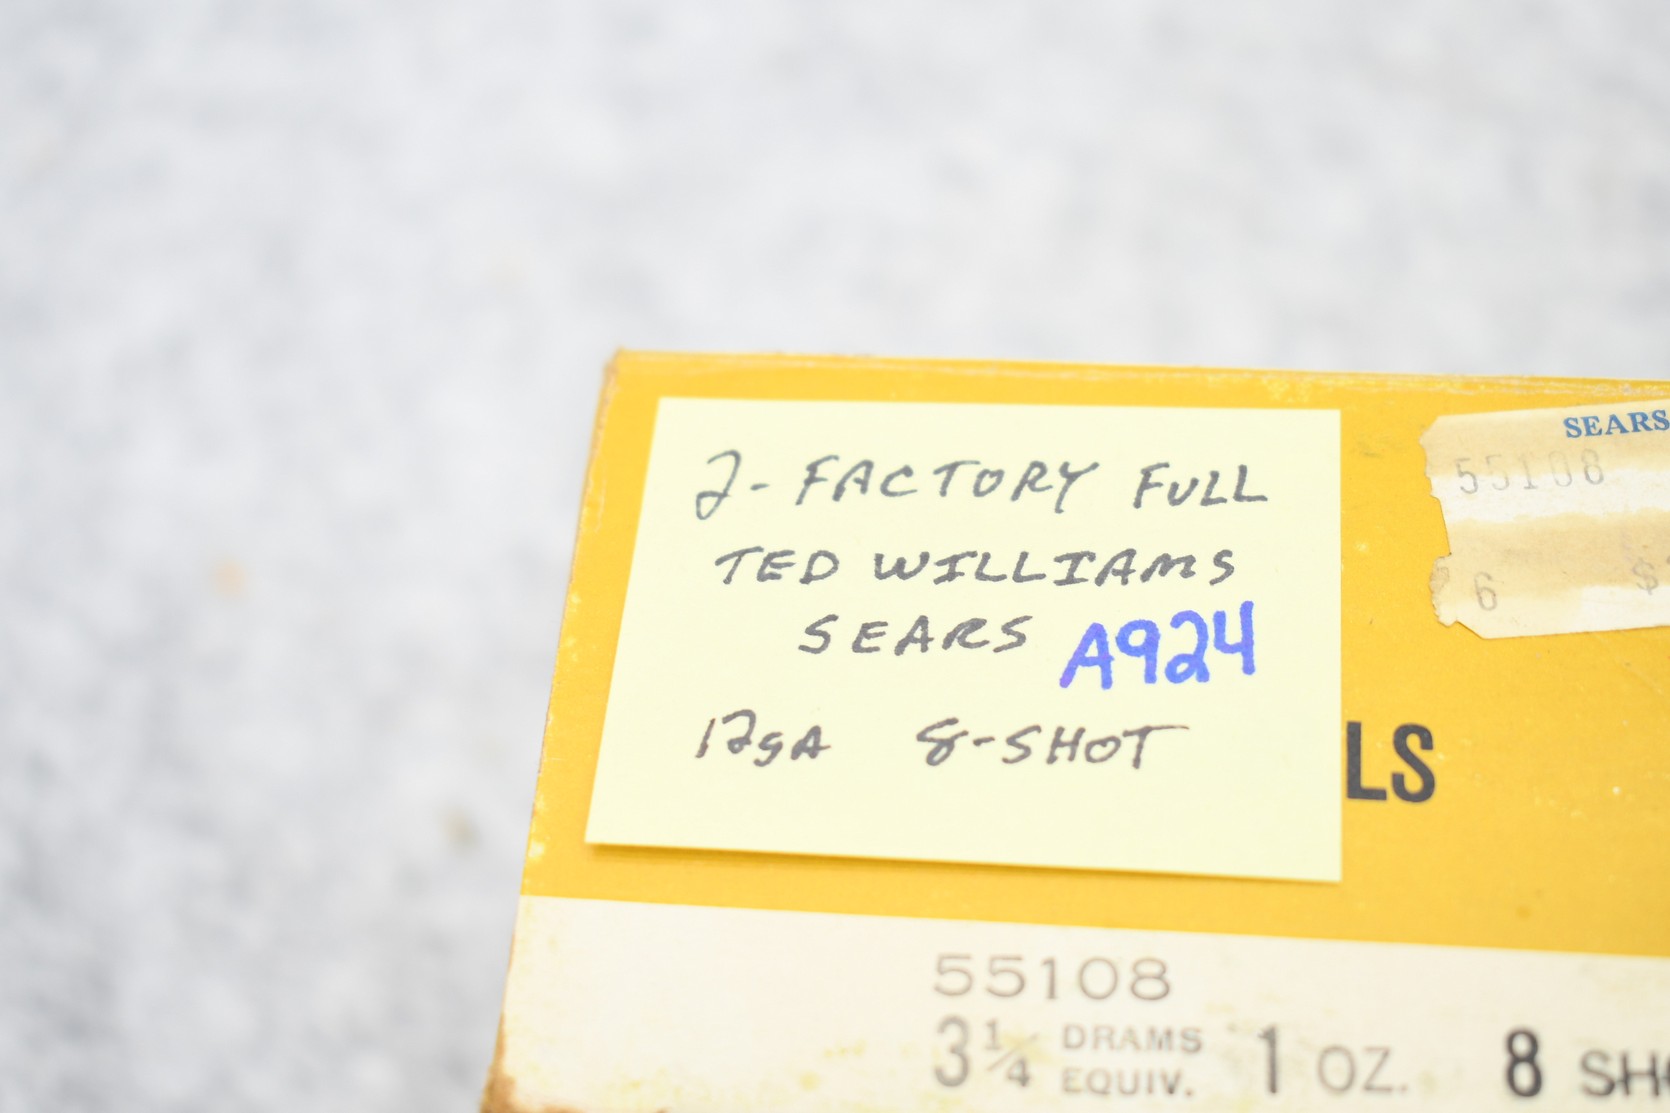 2- FACTORY FULL
TED WILLIAMS
SEARS A924
12gA 8-SHOT
SEARS
55108
6 $
LS
55108
3 1/4 DRAMS EQUIV. 1 OZ. 8 SH